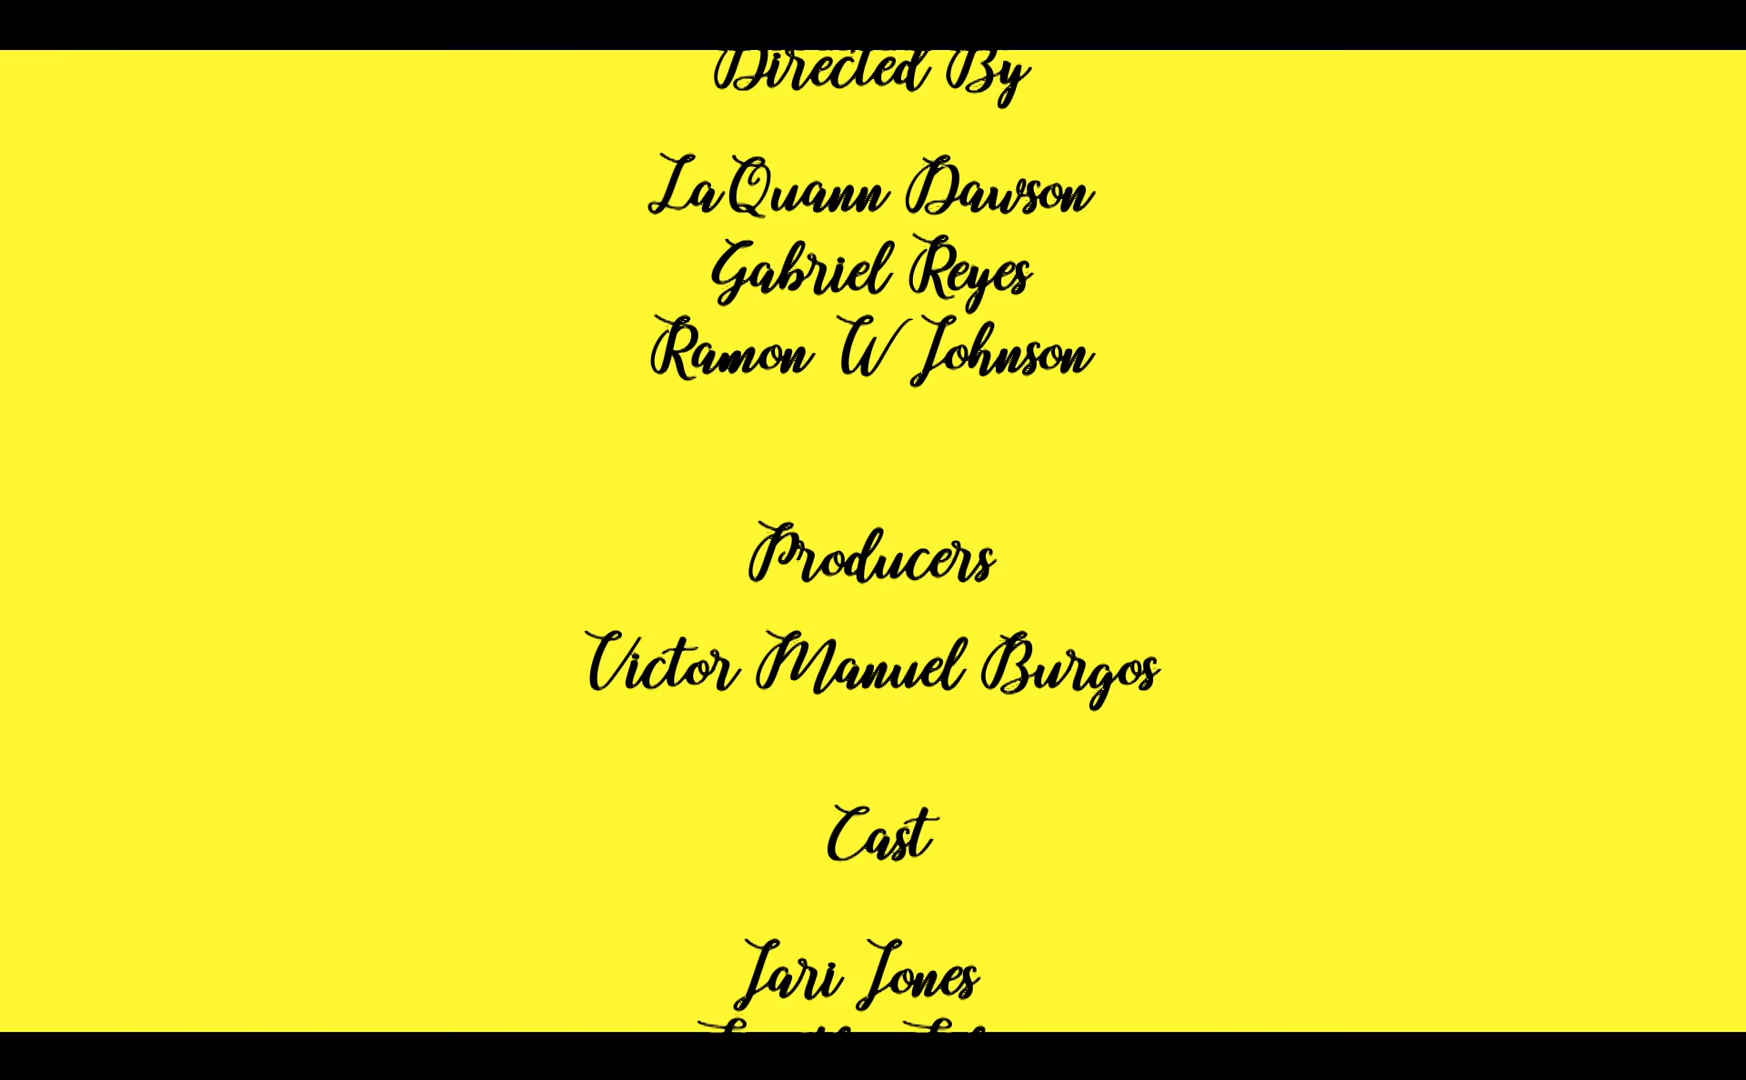 Directed By
LaQuann Dawson
Gabriel Reyes
Ramon W Johnson
Producers
Victor Manuel Burgos
Cast
Jari Jones